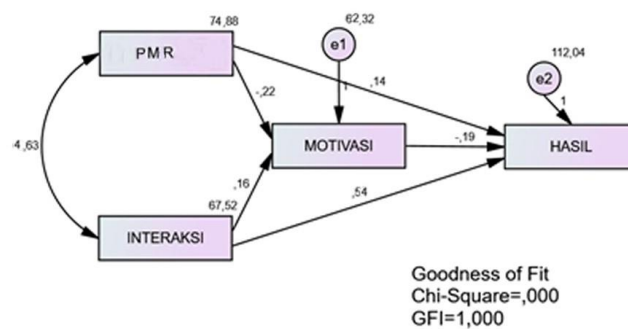 74,88
62,32
e1
PMR
112,04
e2
,14
1
1
-,22
MOTIVASI
-,19
HASIL
4,63
,16
,54
67,52
INTERAKSI
Goodness of Fit
Chi-Square=,000
GFI=1,000